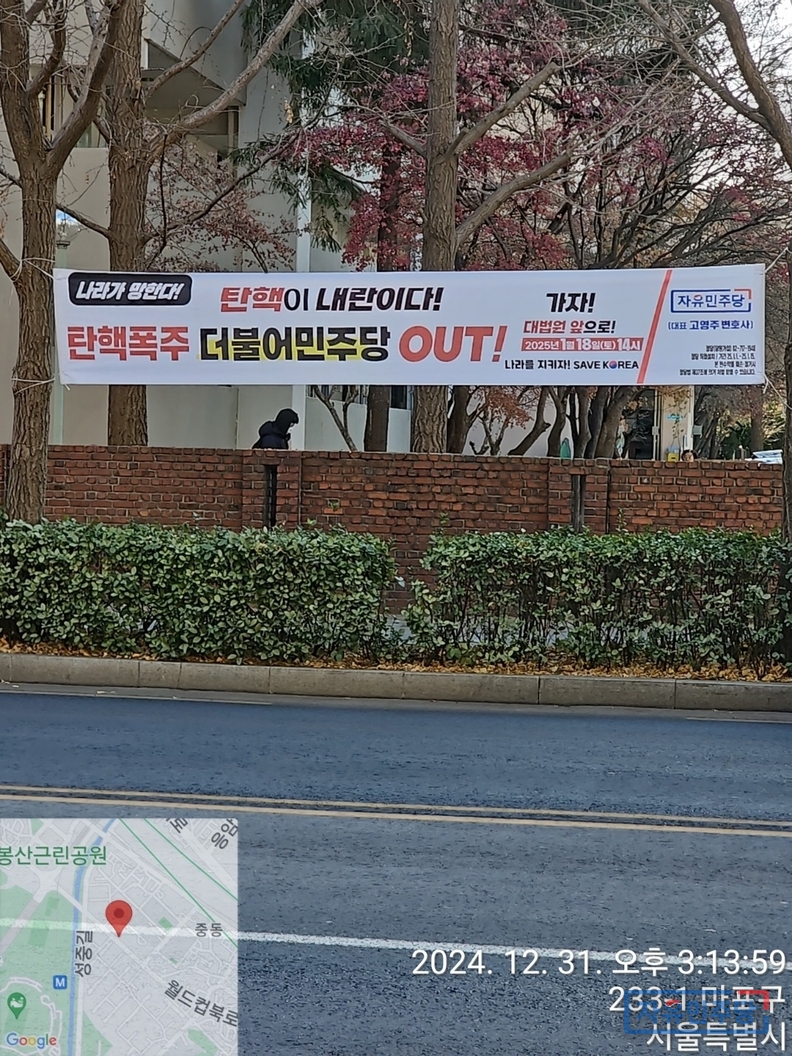 나라가 망한다!
탄핵이 내란이다!
탄핵폭주 더불어민주당 OUT!
가자!
대법원 앞으로!
2025년 1월 18일(토) 14시
나라를 지키자! SAVE KOREA
자유민주당
(대표 고영주 변호사)
봉산근린공원
중동
성중길
월드컵북로
M
Google
2024. 12. 31. 오후 3:13:59
233-1 마포구
서울특별시